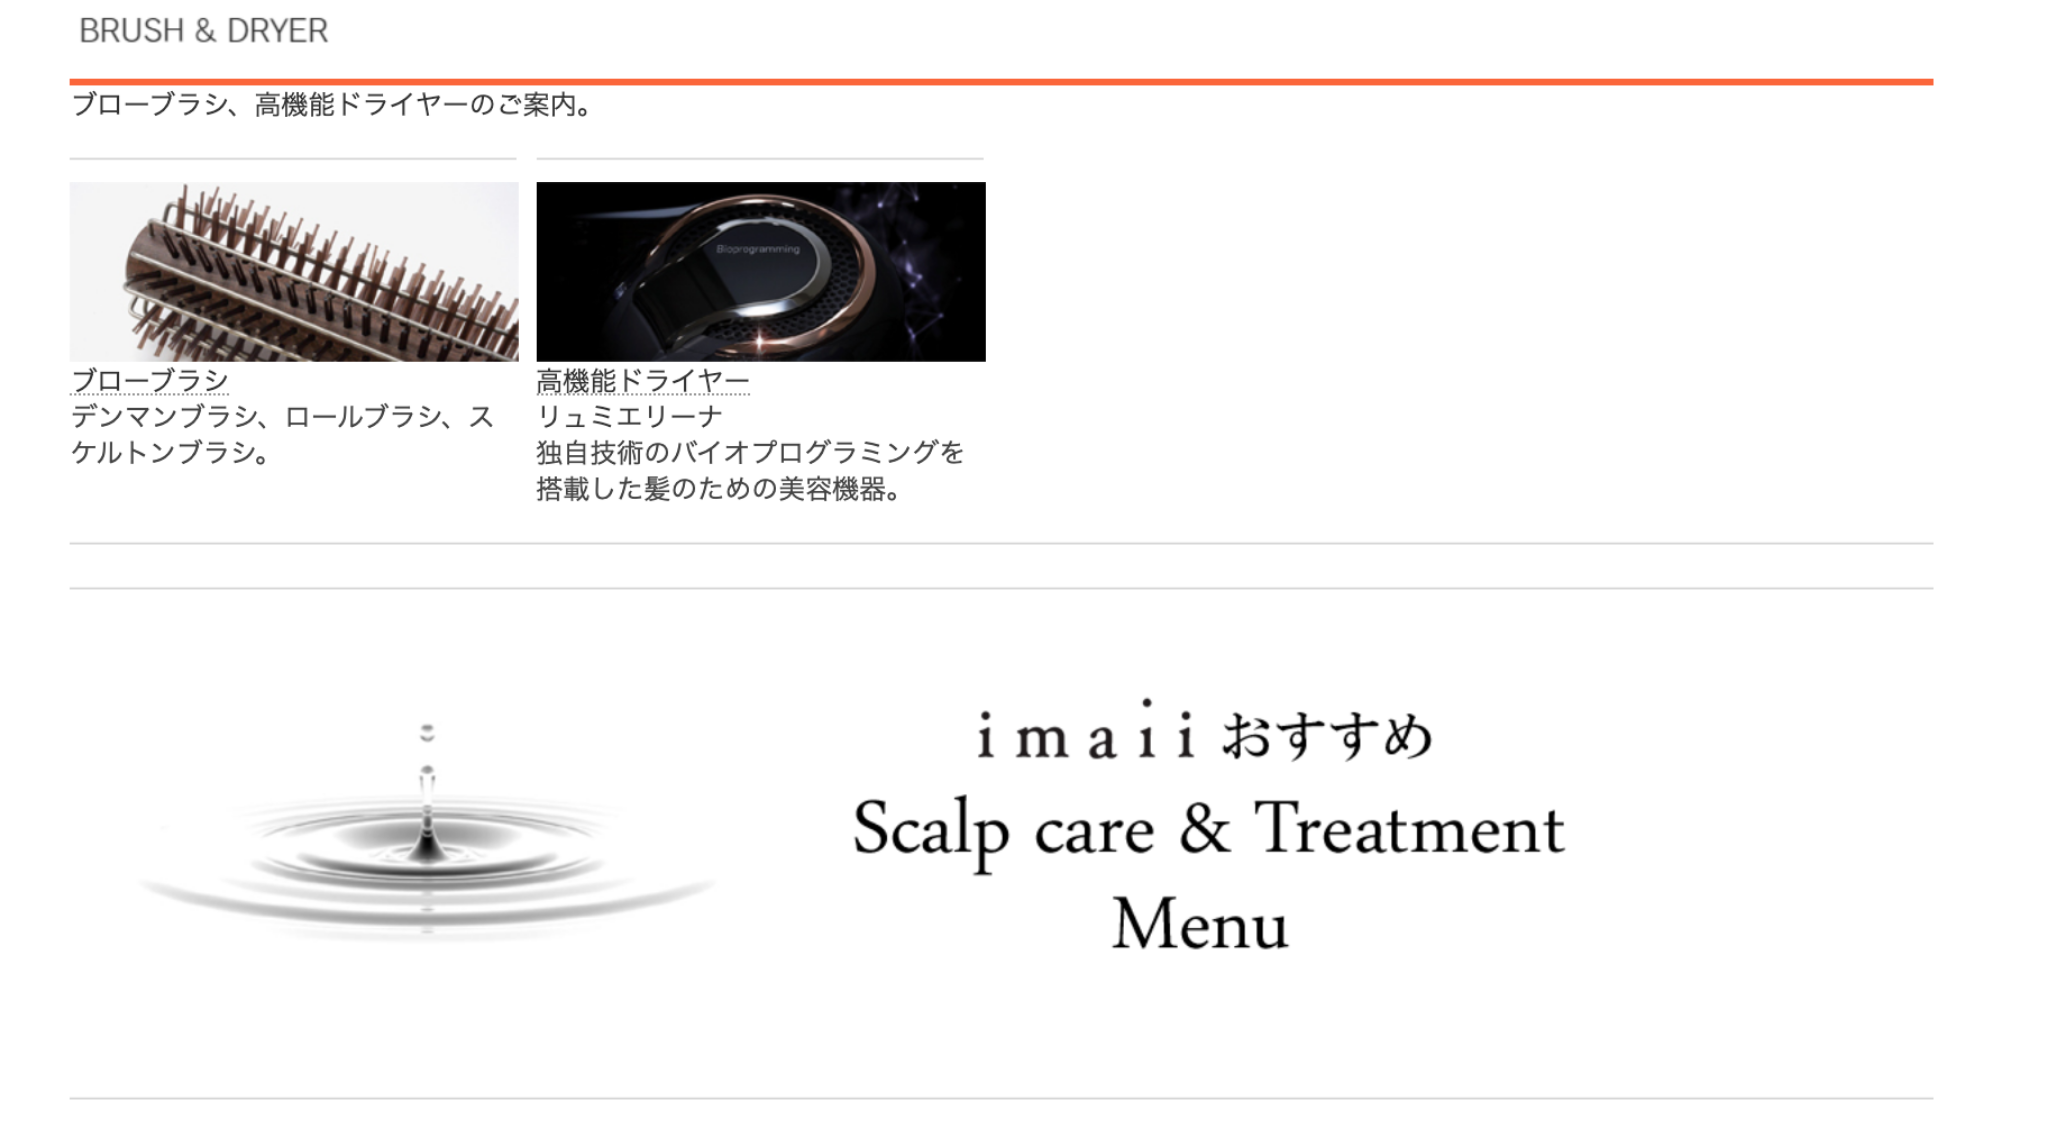 BRUSH & DRYER
ブローブラシ、高機能ドライヤーのご案内。
Bioprogramming
ブローブラシ
デンマンブラシ、ロールブラシ、ス
ケルトンブラシ。
高機能ドライヤー
リュミエリーナ
独自技術のバイオプログラミングを
搭載した髪のための美容機器。
imaiiおすすめ
Scalp care & Treatment
Menu